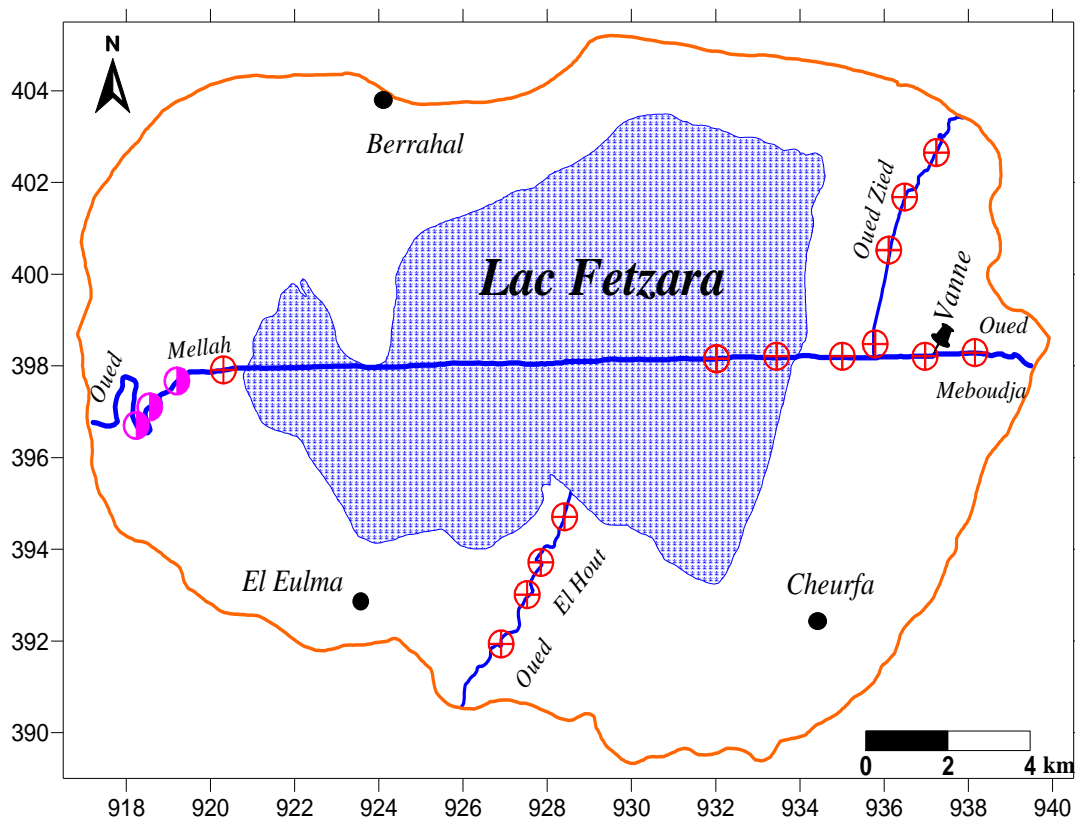 N
404
402
400
398
396
394
392
390
Berrahal
Oued Zied
Lac Fetzara
Vanne
Oued
Mellah
Oued
Meboudja
El Eulma
El Hout
Oued
Cheurfa
0 2 4 km
918 920 922 924 926 928 930 932 934 936 938 940